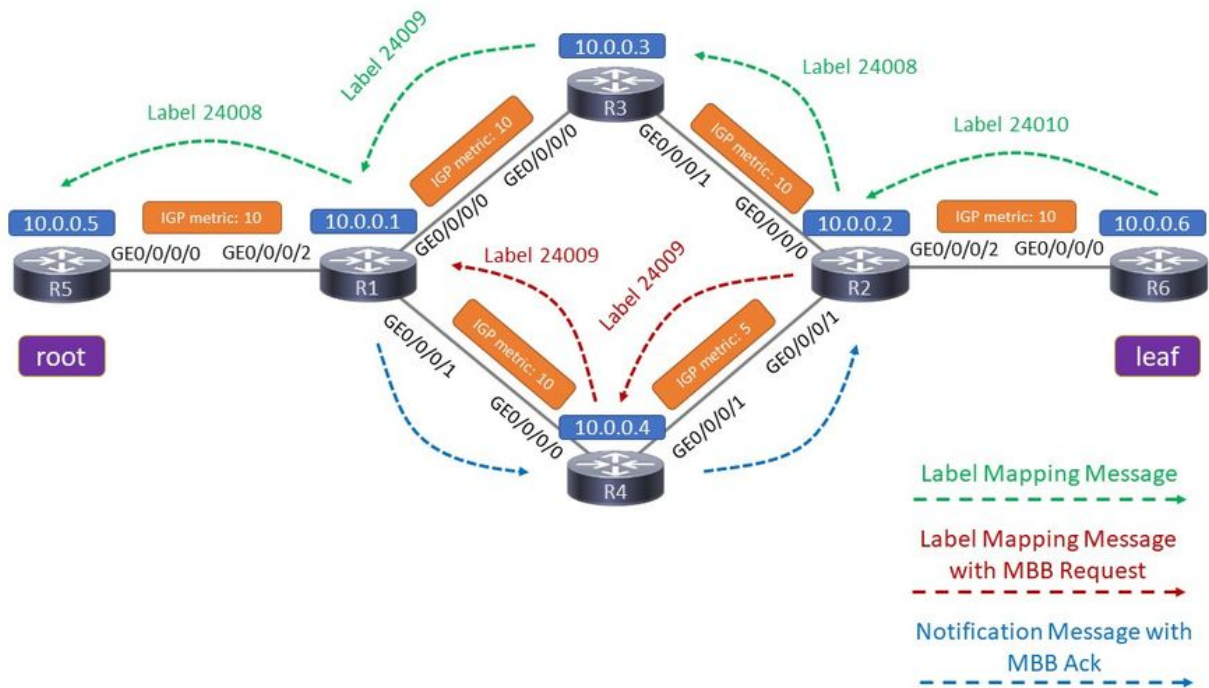 Label 24009
10.0.0.3
Label 24008
R3
Label 24008
Label 24010
IGP metric: 10
GE0/0/0/0
GE0/0/0/1
IGP metric: 10
10.0.0.5
IGP metric: 10
10.0.0.1
GE0/0/0/0
GE0/0/0/0
10.0.0.2
IGP metric: 10
10.0.0.6
GE0/0/0/0
GE0/0/0/2
GE0/0/0/2
GE0/0/0/0
R5
R1
Label 24009
Label 24009
R2
R6
root
GE0/0/0/1
IGP metric: 10
IGP metric: 5
GE0/0/0/1
leaf
GE0/0/0/0
10.0.0.4
GE0/0/0/1
R4
Label Mapping Message
Label Mapping Message
with MBB Request
Notification Message with
MBB Ack